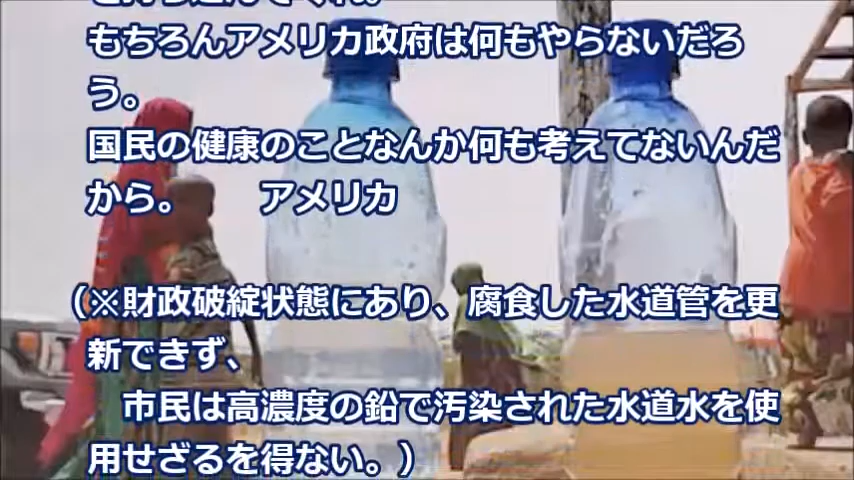 もちろんアメリカ政府は何もやらないだろ
う。
国民の健康のことなんか何も考えてないんだ
から。　　アメリカ
（※財政破綻状態にあり、腐食した水道管を更
新できず、
　市民は高濃度の鉛で汚染された水道水を使
用せざるを得ない。）